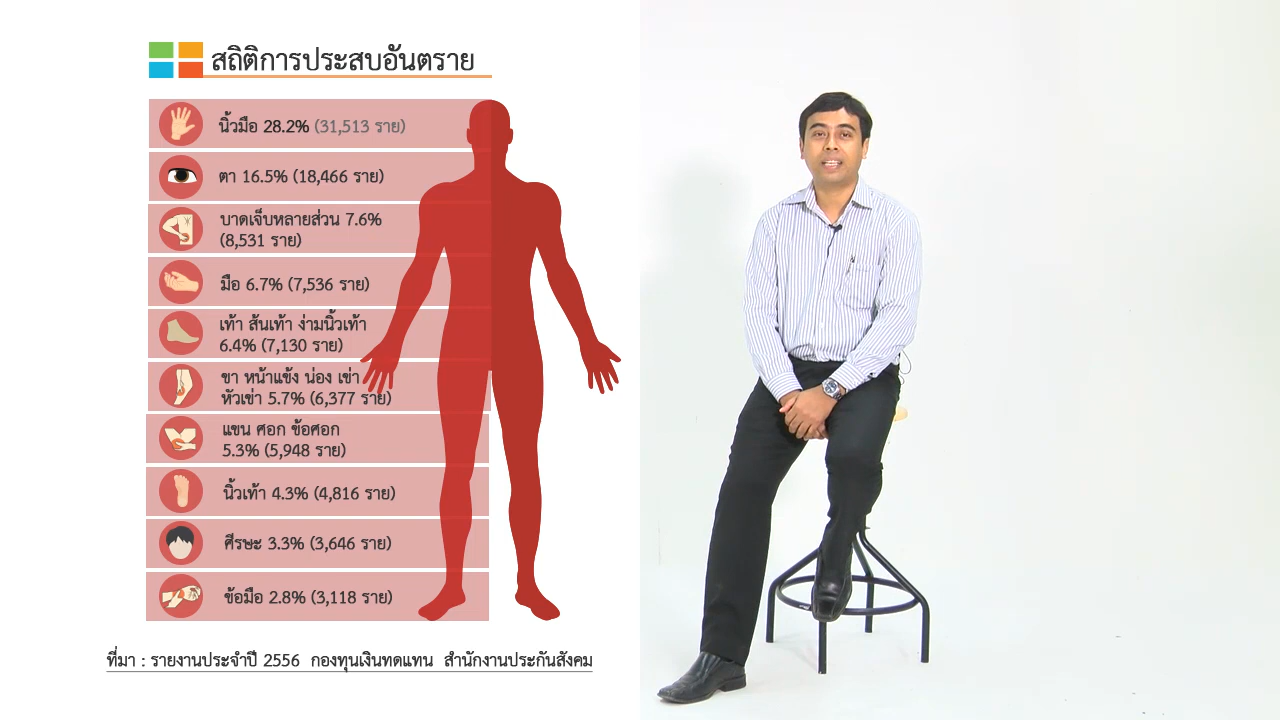 สถิติการประสบอันตราย
นิ้วมือ 28.2% (31,513 ราย)
ตา 16.5% (18,466 ราย)
บาดเจ็บหลายส่วน 7.6%
(8,531 ราย)
มือ 6.7% (7,536 ราย)
เท้า ส้นเท้า ง่ามนิ้วเท้า
6.4% (7,130 ราย)
ขา หน้าแข้ง น่อง เข่า
หัวเข่า 5.7% (6,377 ราย)
แขน ศอก ข้อศอก
5.3% (5,948 ราย)
นิ้วเท้า 4.3% (4,816 ราย)
ศีรษะ 3.3% (3,646 ราย)
ข้อมือ 2.8% (3,118 ราย)
ที่มา : รายงานประจำปี 2556 กองทุนเงินทดแทน สำนักงานประกันสังคม